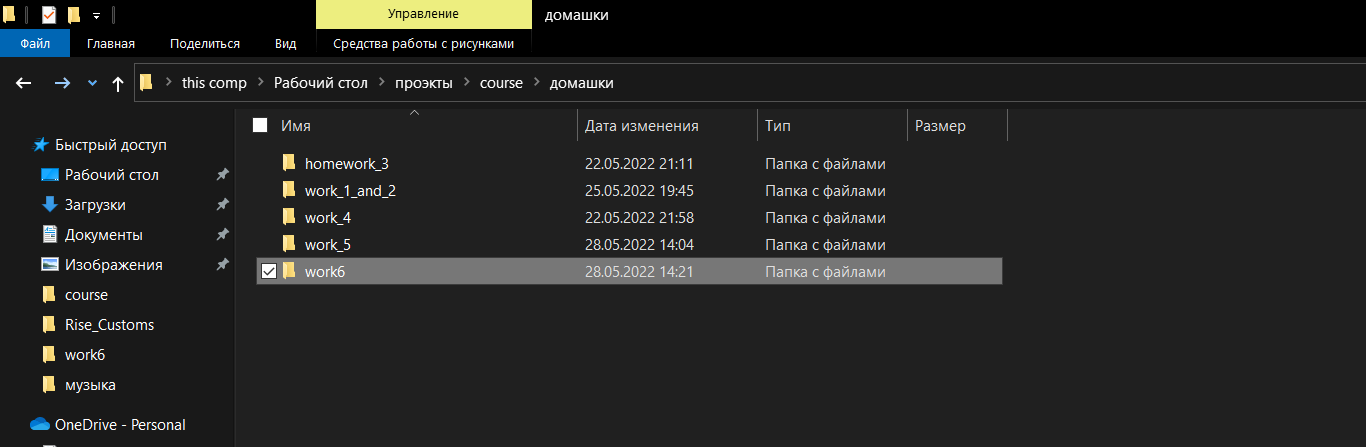 Управление
домашки
Файл Главная Поделиться Вид Средства работы с рисунками
this comp Рабочий стол проэкты course домашки
Имя Дата изменения Тип Размер
Быстрый доступ
Рабочий стол
Загрузки
Документы
Изображения
course
Rise_Customs
work6
музыка
OneDrive - Personal
homework_3 22.05.2022 21:11 Папка с файлами
work_1_and_2 25.05.2022 19:45 Папка с файлами
work_4 22.05.2022 21:58 Папка с файлами
work_5 28.05.2022 14:04 Папка с файлами
work6 28.05.2022 14:21 Папка с файлами